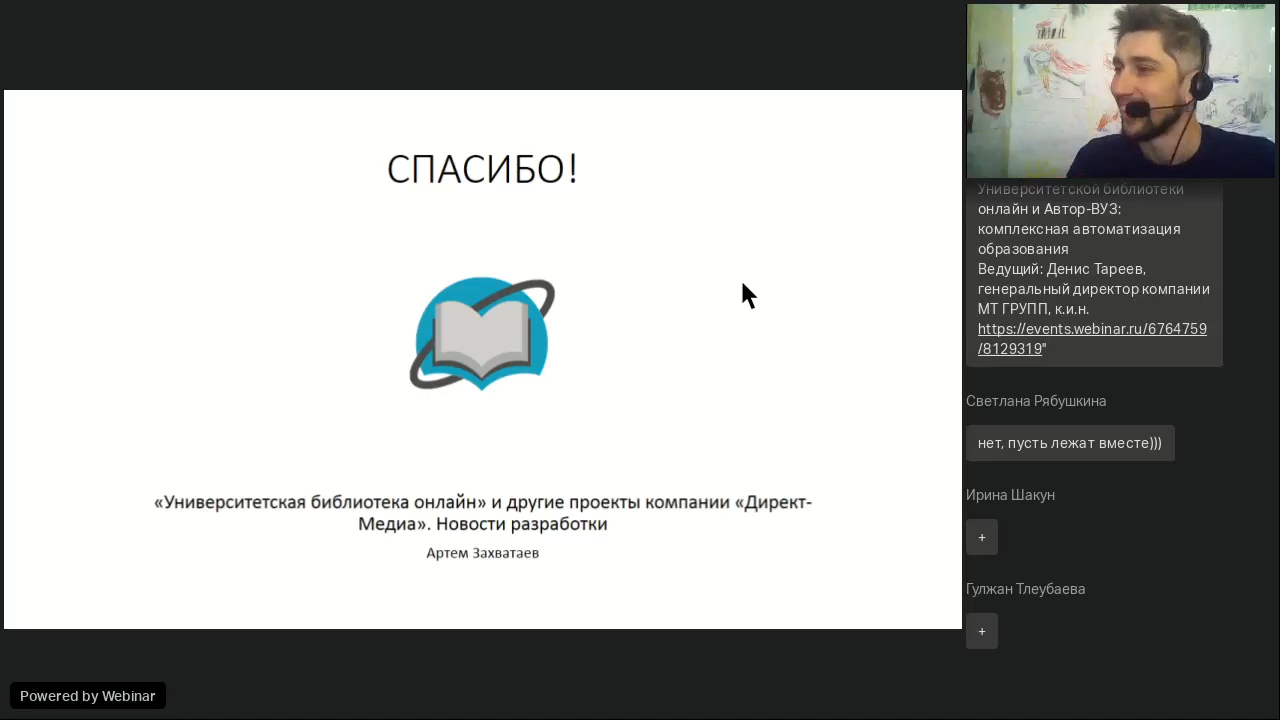 СПАСИБО!
«Университетская библиотека онлайн» и другие проекты компании «Директ-
Медиа». Новости разработки
Артем Захватаев
Университетской библиотеки
онлайн и Автор-ВУЗ:
комплексная автоматизация
образования
Ведущий: Денис Тареев,
генеральный директор компании
МТ ГРУПП, к.и.н.
https://events.webinar.ru/6764759
/8129319"
Светлана Рябушкина
нет, пусть лежат вместе)))
Ирина Шакун
+
Гулжан Тлеубаева
+
Powered by Webinar